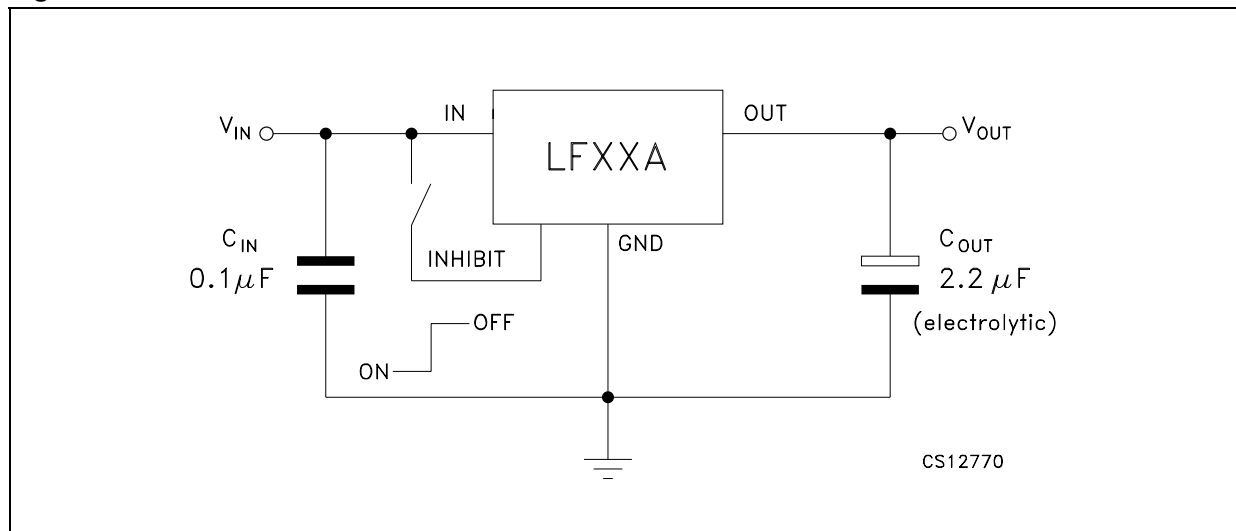 IN
OUT
V_IN
V_OUT
LFXXA
GND
C_IN
0.1μF
INHIBIT
C_OUT
2.2 μF
(electrolytic)
OFF
ON
CS12770